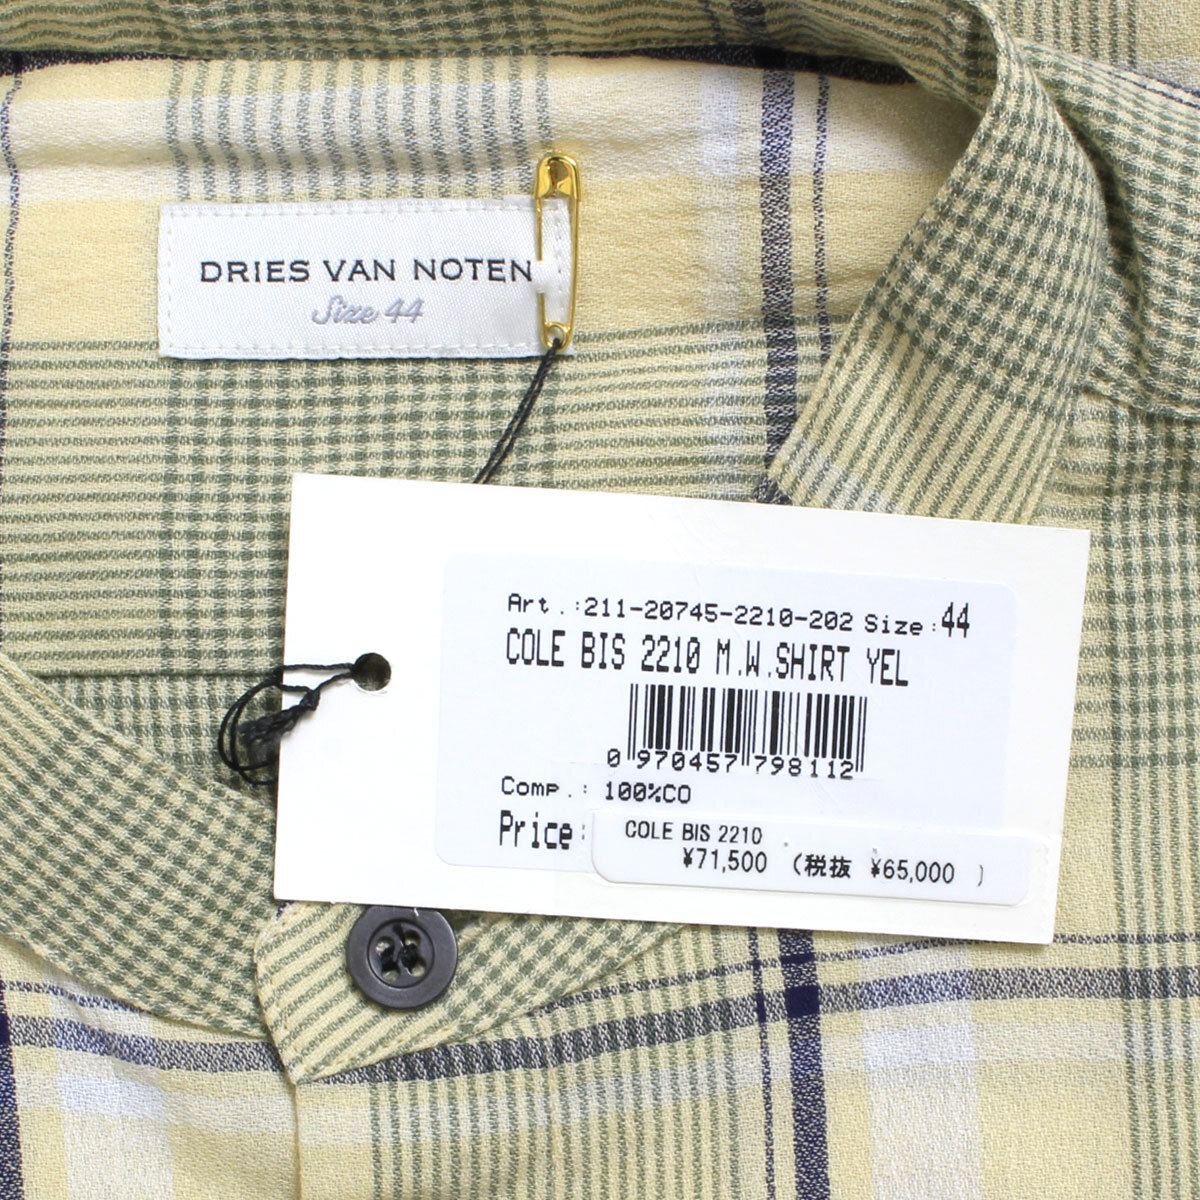 DRIES VAN NOTEN
Size 44
Art.:211-20745-2210-202 Size:44
COLE BIS 2210 M.W.SHIRT YEL
0 970457 798112
Comp.: 100%CO
Price:
COLE BIS 2210
¥71,500 (税抜 ¥65,000 )